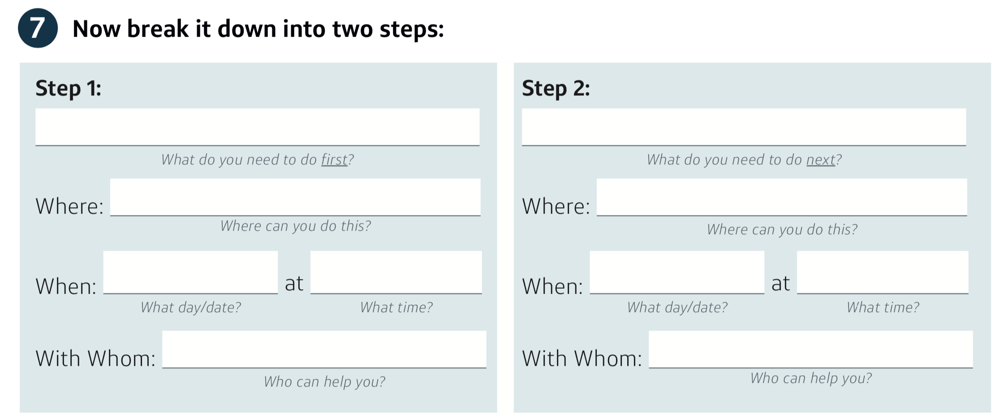 7 Now break it down into two steps:
Step 1:
What do you need to do first?
Where:
Where can you do this?
When: at
What day/date? What time?
With Whom:
Who can help you?
Step 2:
What do you need to do next?
Where:
Where can you do this?
When: at
What day/date? What time?
With Whom:
Who can help you?